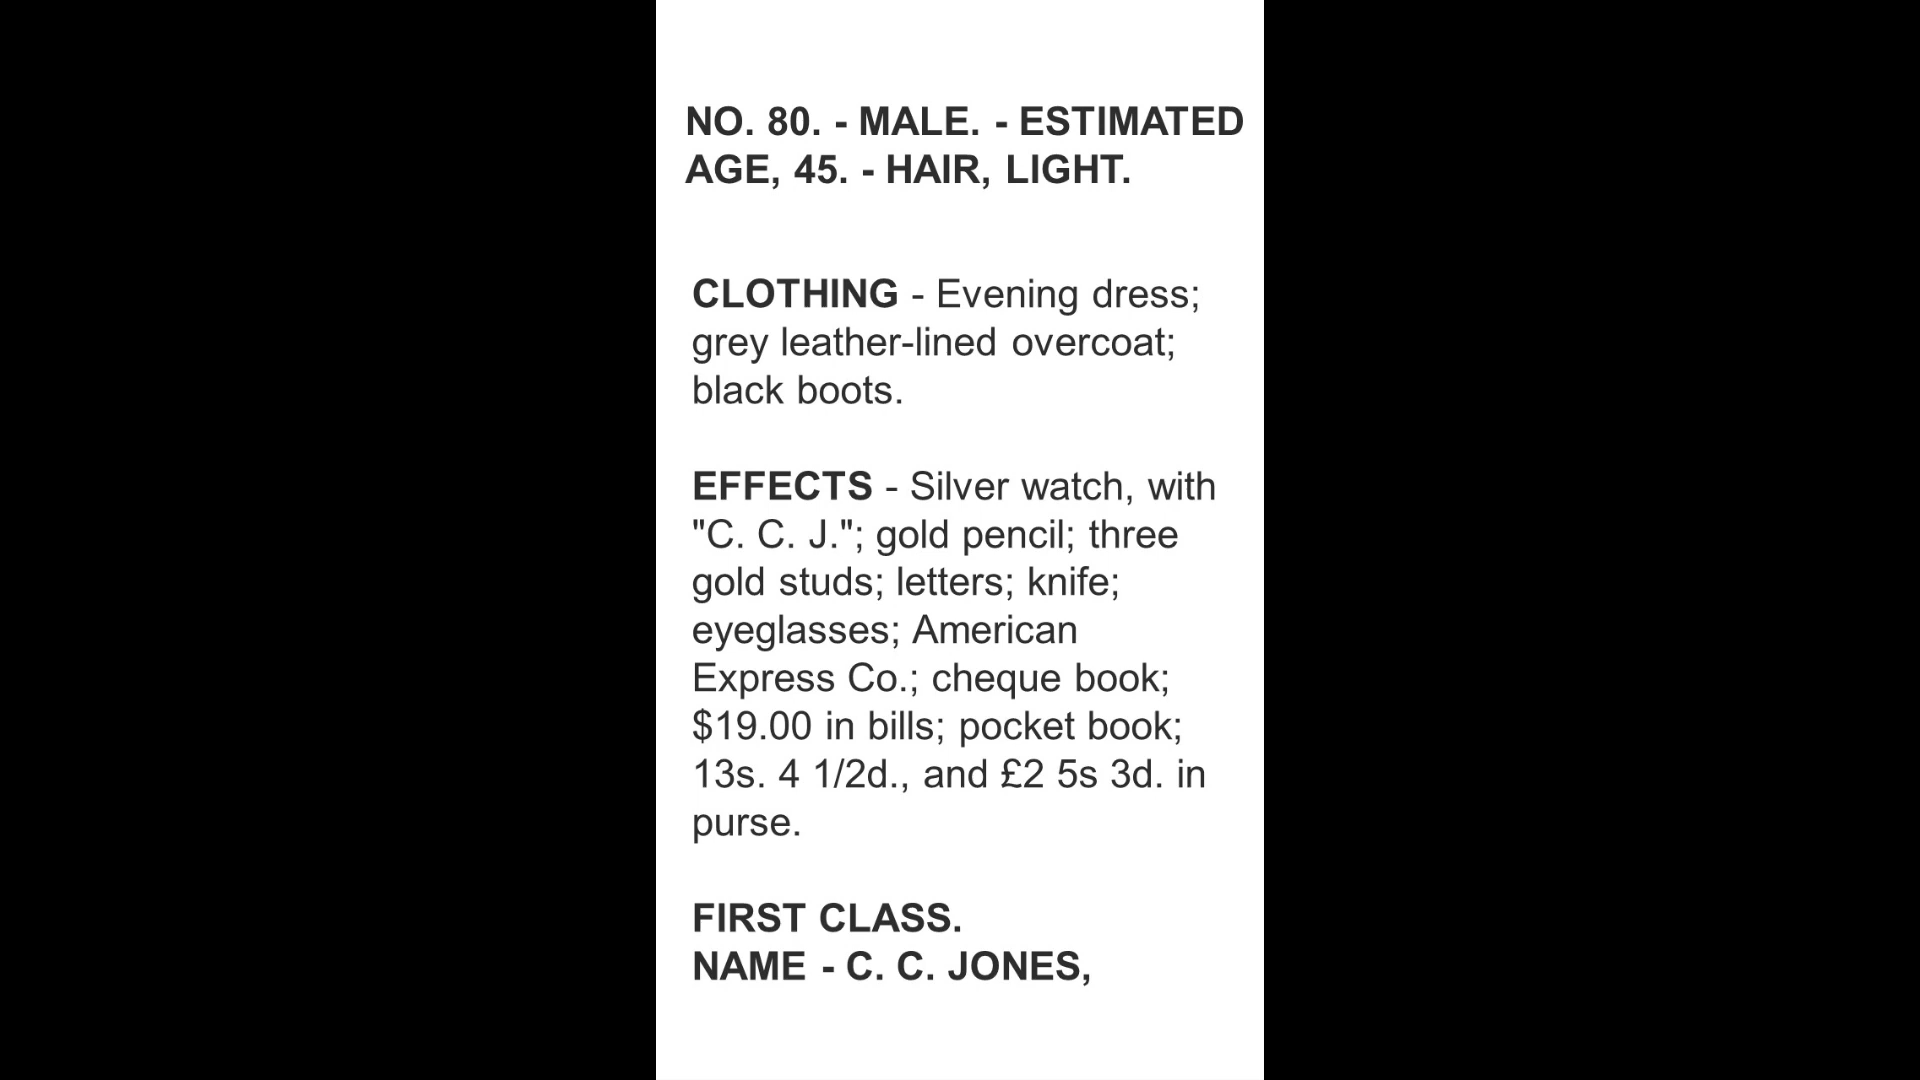 NO. 80. - MALE. - ESTIMATED
AGE, 45. - HAIR, LIGHT.
CLOTHING - Evening dress;
grey leather-lined overcoat;
black boots.
EFFECTS - Silver watch, with
"C. C. J."; gold pencil; three
gold studs; letters; knife;
eyeglasses; American
Express Co.; cheque book;
$19.00 in bills; pocket book;
13s. 4 1/2d., and £2 5s 3d. in
purse.
FIRST CLASS.
NAME - C. C. JONES,